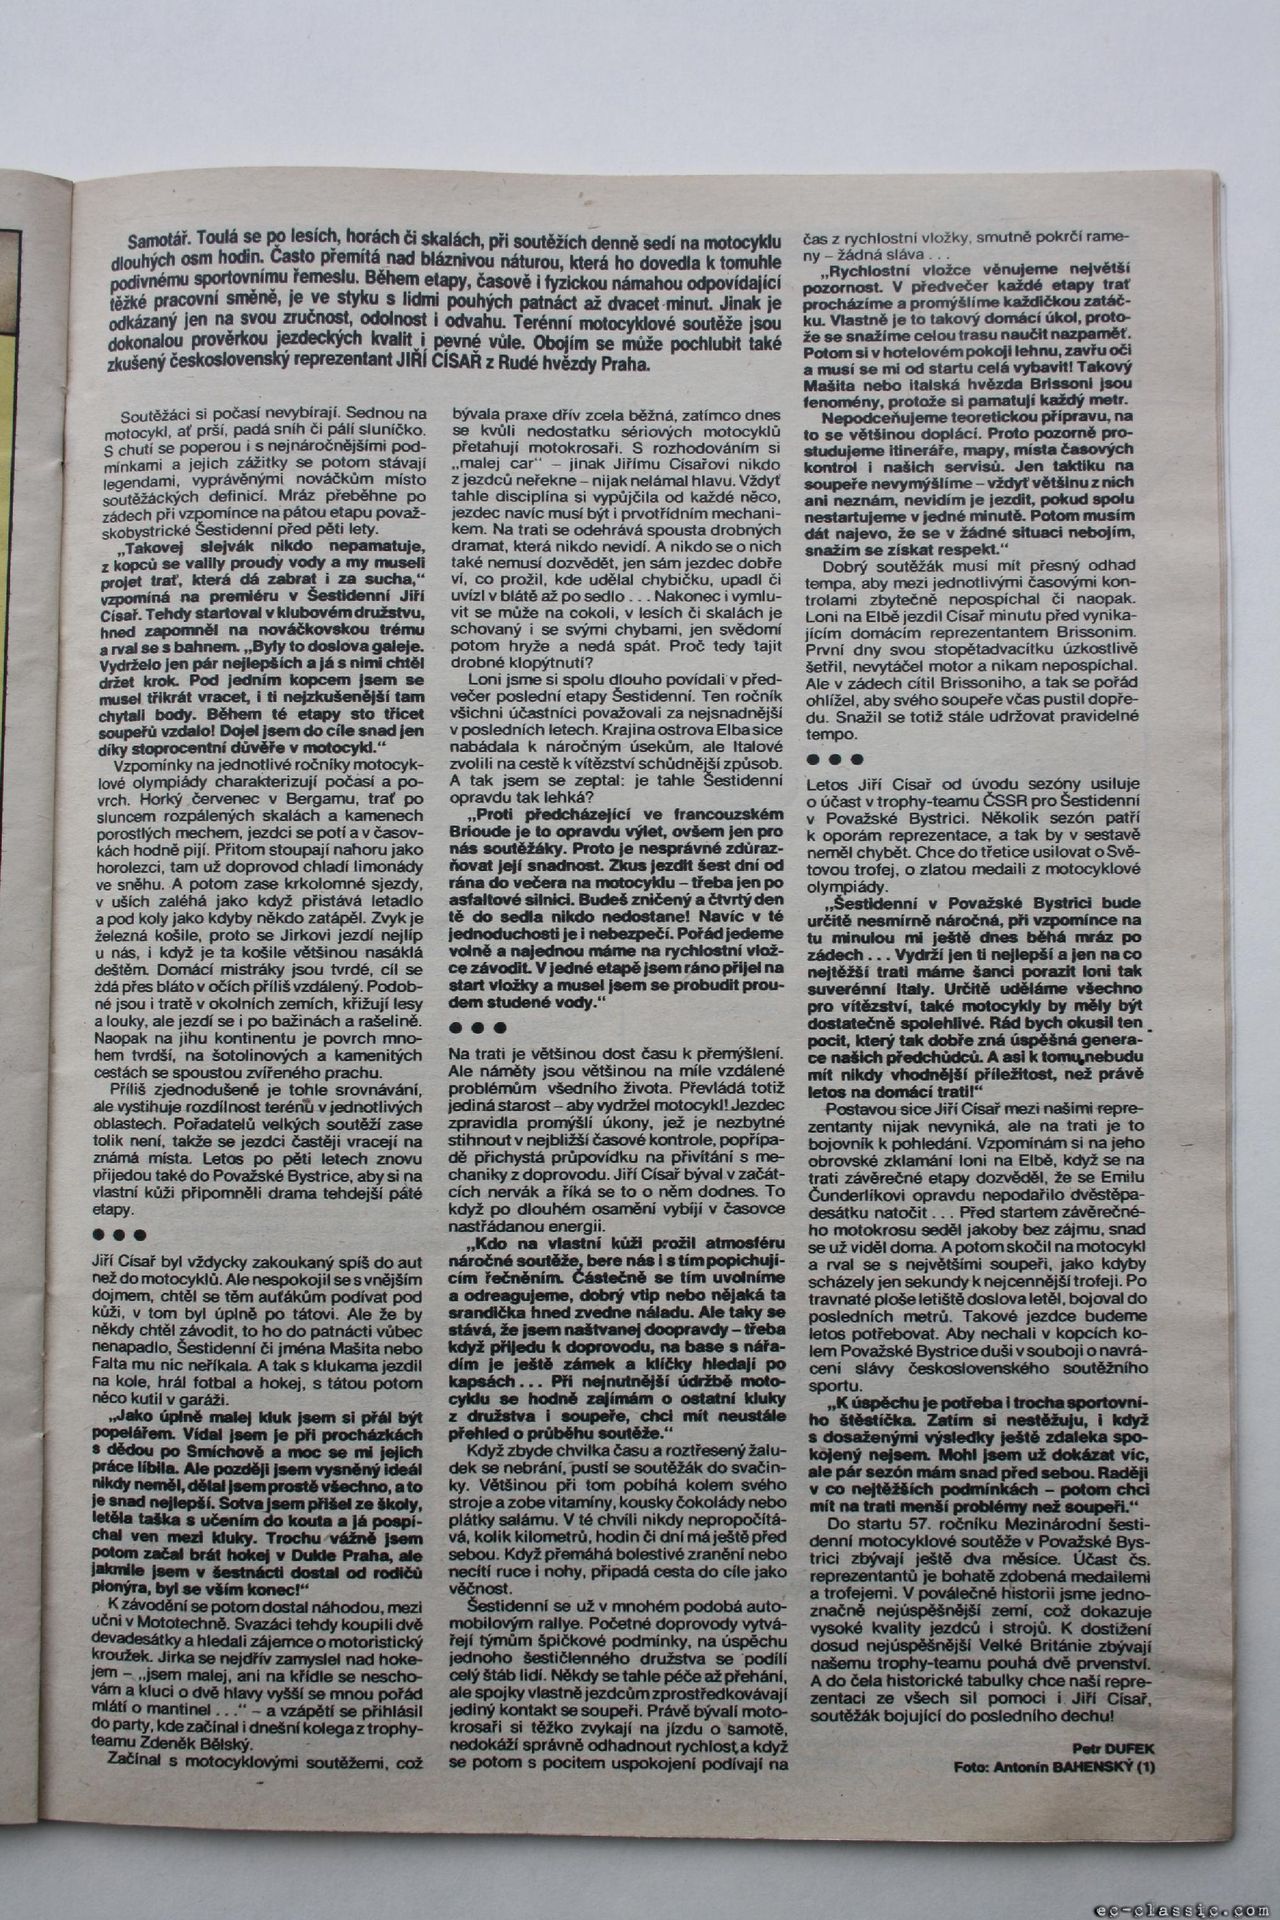 Samotář. Toulá se po lesích, horách či skalách, při soutěžích denně sedí na motocyklu
dlouhých osm hodin. Často přemítá nad bláznivou náturou, která ho dovedla k tomuhle
podivnému sportovnímu řemeslu. Během etapy, časově i fyzickou námahou odpovídající
těžké pracovní směně, je ve styku s lidmi pouhých patnáct až dvacet minut. Jinak je
odkázaný jen na svou zručnost, odolnost i odvahu. Terénní motocyklové soutěže jsou
dokonalou prověrkou jezdeckých kvalit i pevné vůle. Obojím se může pochlubit také
zkušený československý reprezentant JIŘÍ CÍSAŘ z Rudé hvězdy Praha.
Soutěžáci si počasí nevybírají. Sednou na
motocykl, ať prší, padá sníh či pálí sluníčko.
S chutí se poperou i s nejnáročnějšími pod-
mínkami a jejich zážitky se potom stávají
legendami, vyprávěnými nováčkům místo
soutěžáckých definicí. Mráz přeběhne po
zádech při vzpomínce na pátou etapu považ-
skobystrické Šestidenní před pěti lety.
„Takovej slejvák nikdo nepamatuje,
z kopců se valily proudy vody a my museli
projet trať, která dá zabrat i za sucha,“
vzpomíná na premiéru v Šestidenní Jiří
Císař. Tehdy startoval v klubovém družstvu,
hned zapomněl na nováčkovskou trému
a rval se s bahnem. „Byly to doslova galeje.
Vydrželo jen pár nejlepších a já s nimi chtěl
držet krok. Pod jedním kopcem jsem se
musel třikrát vracet, i ti nejzkušenější tam
chytali body. Během té etapy sto třicet
soupeřů vzdalo! Dojel jsem do cíle snad jen
díky stoprocentní důvěře v motocykl.“
Vzpomínky na jednotlivé ročníky motocyk-
lové olympiády charakterizují počasí a po-
vrch. Horký červenec v Bergamu, trať po
sluncem rozpálených skalách a kamenech
porostlých mechem, jezdci se potí a v časov-
kách hodně pijí. Přitom stoupají nahoru jako
horolezci, tam už doprovod chladí limonády
ve sněhu. A potom zase krkolomné sjezdy,
v uších zaléhá jako když přistává letadlo
a pod koly jako kdyby někdo zatápěl. Zvyk je
železná košile, proto se Jirkovi jezdí nejlíp
u nás, i když je ta košile většinou nasáklá
deštěm. Domácí mistráky jsou tvrdé, cíl se
zdá přes bláto v očích příliš vzdálený. Podob-
né jsou i tratě v okolních zemích, křižují lesy
a louky, ale jezdí se i po bažinách a rašelině.
Naopak na jihu kontinentu je povrch mno-
hem tvrdší, na šotolinových a kamenitých
cestách se spoustou zvířeného prachu.
Příliš zjednodušené je tohle srovnávání,
ale vystihuje rozdílnost terénů v jednotlivých
oblastech. Pořadatelů velkých soutěží zase
tolik není, takže se jezdci častěji vracejí na
známá místa. Letos po pěti letech znovu
přijedou také do Považské Bystrice, aby si na
vlastní kůži připomněli drama tehdejší páté
etapy.
● ● ●
Jiří Císař byl vždycky zakoukaný spíš do aut
než do motocyklů. Ale nespokojil se s vnějším
dojmem, chtěl se těm auťákům podívat pod
kůži, v tom byl úplně po tátovi. Ale že by
někdy chtěl závodit, to ho do patnácti vůbec
nenapadlo, Šestidenní či jména Mašita nebo
Falta mu nic neříkala. A tak s klukama jezdil
na kole, hrál fotbal a hokej, s tátou potom
něco kutil v garáži.
„Jako úplně malej kluk jsem si přál být
popelářem. Vídal jsem je při procházkách
s dědou po Smíchově a moc se mi jejich
práce líbila. Ale později jsem vysněný ideál
nikdy neměl, dělal jsem prostě všechno, a to
je snad nejlepší. Sotva jsem přišel ze školy,
letěla taška s učením do kouta a já pospí-
chal ven mezi kluky. Trochu vážně jsem
potom začal brát hokej v Dukle Praha, ale
jakmile jsem v šestnácti dostal od rodičů
pionýra, byl se vším konec!“
K závodění se potom dostal náhodou, mezi
učni v Mototechně. Svazáci tehdy koupili dvě
devadesátky a hledali zájemce o motoristický
kroužek. Jirka se nejdřív zamyslel nad hoke-
jem – „jsem malej, ani na křídle se nescho-
vám a kluci o dvě hlavy vyšší se mnou pořád
mlátí o mantinel . . .“ – a vzápětí se přihlásil
do party, kde začínal i dnešní kolega z trophy-
teamu Zdeněk Bělský.
Začínal s motocyklovými soutěžemi, což
bývala praxe dřív zcela běžná, zatímco dnes
se kvůli nedostatku sériových motocyklů
přetahují motokrosaři. S rozhodováním si
„malej car“ – jinak Jiřímu Císařovi nikdo
z jezdců neřekne – nijak nelámal hlavu. Vždyť
tahle disciplína si vypůjčila od každé něco,
jezdec navíc musí být i prvotřídním mechani-
kem. Na trati se odehrává spousta drobných
dramat, která nikdo nevidí. A nikdo se o nich
také nemusí dozvědět, jen sám jezdec dobře
ví, co prožil, kde udělal chybičku, upadl či
uvízl v blátě až po sedlo . . . Nakonec i vymlu-
vit se může na cokoli, v lesích či skalách je
schovaný i se svými chybami, jen svědomí
potom hryže a nedá spát. Proč tedy tajit
drobné klopýtnutí?
Loni jsme si spolu dlouho povídali v před-
večer poslední etapy Šestidenní. Ten ročník
všichni účastníci považovali za nejsnadnější
v posledních letech. Krajina ostrova Elba sice
nabádala k náročným úsekům, ale Italové
zvolili na cestě k vítězství schůdnější způsob.
A tak jsem se zeptal: je tahle Šestidenní
opravdu tak lehká?
„Proti předcházející ve francouzském
Brioude je to opravdu výlet, ovšem jen pro
nás soutěžáky. Proto je nesprávné zdůraz-
ňovat její snadnost. Zkus jezdit šest dní od
rána do večera na motocyklu – třeba jen po
asfaltové silnici. Budeš zničený a čtvrtý den
tě do sedla nikdo nedostane! Navíc v té
jednoduchosti je i nebezpečí. Pořád jedeme
volně a najednou máme na rychlostní vlož-
ce závodit. V jedné etapě jsem ráno přijel na
start vložky a musel jsem se probudit prou-
dem studené vody.“
● ● ●
Na trati je většinou dost času k přemýšlení.
Ale náměty jsou většinou na míle vzdálené
problémům všedního života. Převládá totiž
jediná starost – aby vydržel motocykl! Jezdec
zpravidla promýšlí úkony, jež je nezbytné
stihnout v nejbližší časové kontrole, popřípa-
dě přichystá průpovídku na přivítání s me-
chaniky z doprovodu. Jiří Císař býval v začát-
cích nervák a říká se to o něm dodnes. To
když po dlouhém osamění vybíjí v časovce
nastřádanou energii.
„Kdo na vlastní kůži prožil atmosféru
náročné soutěže, bere nás i s tím popichují-
cím řečněním. Částečně se tím uvolníme
a odreagujeme, dobrý vtip nebo nějaká ta
srandička hned zvedne náladu. Ale taky se
stává, že jsem naštvanej doopravdy – třeba
když přijedu k doprovodu, na base s nářa-
dím je ještě zámek a klíčky hledají po
kapsách . . . Při nejnutnější údržbě moto-
cyklu se hodně zajímám o ostatní kluky
z družstva i soupeře, chci mít neustále
přehled o průběhu soutěže.“
Když zbyde chvilka času a roztřesený žalu-
dek se nebrání, pustí se soutěžák do svačin-
ky. Většinou při tom pobíhá kolem svého
stroje a zobe vitamíny, kousky čokolády nebo
plátky salámu. V té chvíli nikdy nepropočítá-
vá, kolik kilometrů, hodin či dní má ještě před
sebou. Když přemáhá bolestivé zranění nebo
necítí ruce i nohy, připadá cesta do cíle jako
věčnost.
Šestidenní se už v mnohém podobá auto-
mobilovým rallye. Početné doprovody vytvá-
řejí týmům špičkové podmínky, na úspěchu
jednoho šestičlenného družstva se podílí
celý štáb lidí. Někdy se tahle péče až přehání,
ale spojky vlastně jezdcům zprostředkovávají
jediný kontakt se soupeři. Právě bývalí moto-
krosaři si těžko zvykají na jízdu o samotě,
nedokáží správně odhadnout rychlost a když
se potom s pocitem uspokojení podívají na
čas z rychlostní vložky, smutně pokrčí rame-
ny – žádná sláva . . .
„Rychlostní vložce věnujeme největší
pozornost. V předvečer každé etapy trať
procházíme a promýšlíme každičkou zatáč-
ku. Vlastně je to takový domácí úkol, proto-
že se snažíme celou trasu naučit nazpaměť.
Potom si v hotelovém pokoji lehnu, zavřu oči
a musí se mi od startu celá vybavit! Takový
Mašita nebo italská hvězda Brissoni jsou
fenomény, protože si pamatují každý metr.
Nepodceňujeme teoretickou přípravu, na
to se většinou doplácí. Proto pozorně pro-
studujeme itineráře, mapy, místa časových
kontrol i našich servisů. Jen taktiku na
soupeře nevymýšlíme – vždyť většinu z nich
ani neznám, nevidím je jezdit, pokud spolu
nestartujeme v jedné minutě. Potom musím
dát najevo, že se v žádné situaci nebojím,
snažím se získat respekt.“
Dobrý soutěžák musí mít přesný odhad
tempa, aby mezi jednotlivými časovými kon-
trolami zbytečně nepospíchal či naopak.
Loni na Elbě jezdil Císař minutu před vynika-
jícím domácím reprezentantem Brissonim.
První dny svou stopětadvacítku úzkostlivě
šetřil, nevytáčel motor a nikam nepospíchal.
Ale v zádech cítil Brissoniho, a tak se pořád
ohlížel, aby svého soupeře včas pustil dopře-
du. Snažil se totiž stále udržovat pravidelné
tempo.
● ● ●
Letos Jiří Císař od úvodu sezóny usiluje
o účast v trophy-teamu ČSSR pro Šestidenní
v Považské Bystrici. Několik sezón patří
k oporám reprezentace, a tak by v sestavě
neměl chybět. Chce do třetice usilovat o Svě-
tovou trofej, o zlatou medaili z motocyklové
olympiády.
„Šestidenní v Považské Bystrici bude
určitě nesmírně náročná, při vzpomínce na
tu minulou mi ještě dnes běhá mráz po
zádech . . . Vydrží jen ti nejlepší a jen na co
nejtěžší trati máme šanci porazit loni tak
suverénní Italy. Určitě uděláme všechno
pro vítězství, také motocykly by měly být
dostatečně spolehlivé. Rád bych okusil ten
pocit, který tak dobře zná úspěšná genera-
ce našich předchůdců. A asi k tomu nebudu
mít nikdy vhodnější příležitost, než právě
letos na domácí trati!“
Postavou sice Jiří Císař mezi našimi repre-
zentanty nijak nevyniká, ale na trati je to
bojovník k pohledání. Vzpomínám si na jeho
obrovské zklamání loni na Elbě, když se na
trati závěrečné etapy dozvěděl, že se Emilu
Čunderlíkovi opravdu nepodařilo dvěstěpa-
desátku natočit . . . Před startem závěrečné-
ho motokrosu seděl jakoby bez zájmu, snad
se už viděl doma. A potom skočil na motocykl
a rval se s největšími soupeři, jako kdyby
scházely jen sekundy k nejcennější trofeji. Po
travnaté ploše letiště doslova letěl, bojoval do
posledních metrů. Takové jezdce budeme
letos potřebovat. Aby nechali v kopcích ko-
lem Považské Bystrice duši v souboji o navrá-
cení slávy československého soutěžního
sportu.
„K úspěchu je potřeba i trocha sportovní-
ho štěstíčka. Zatím si nestěžuju, i když
s dosaženými výsledky ještě zdaleka spo-
kojený nejsem. Mohl jsem už dokázat víc,
ale pár sezón mám snad před sebou. Raději
v co nejtěžších podmínkách – potom chci
mít na trati menší problémy než soupeři.“
Do startu 57. ročníku Mezinárodní šesti-
denní motocyklové soutěže v Považské Bys-
trici zbývají ještě dva měsíce. Účast čs.
reprezentantů je bohatě zdobená medailemi
a trofejemi. V poválečné historii jsme jedno-
značně nejúspěšnější zemí, což dokazuje
vysoké kvality jezdců i strojů. K dostižení
dosud nejúspěšnější Velké Británie zbývají
našemu trophy-teamu pouhá dvě prvenství.
A do čela historické tabulky chce naší repre-
zentaci ze všech sil pomoci i Jiří Císař,
soutěžák bojující do posledního dechu!
Petr DUFEK
Foto: Antonín BAHENSKÝ (1)
ec-classic.com